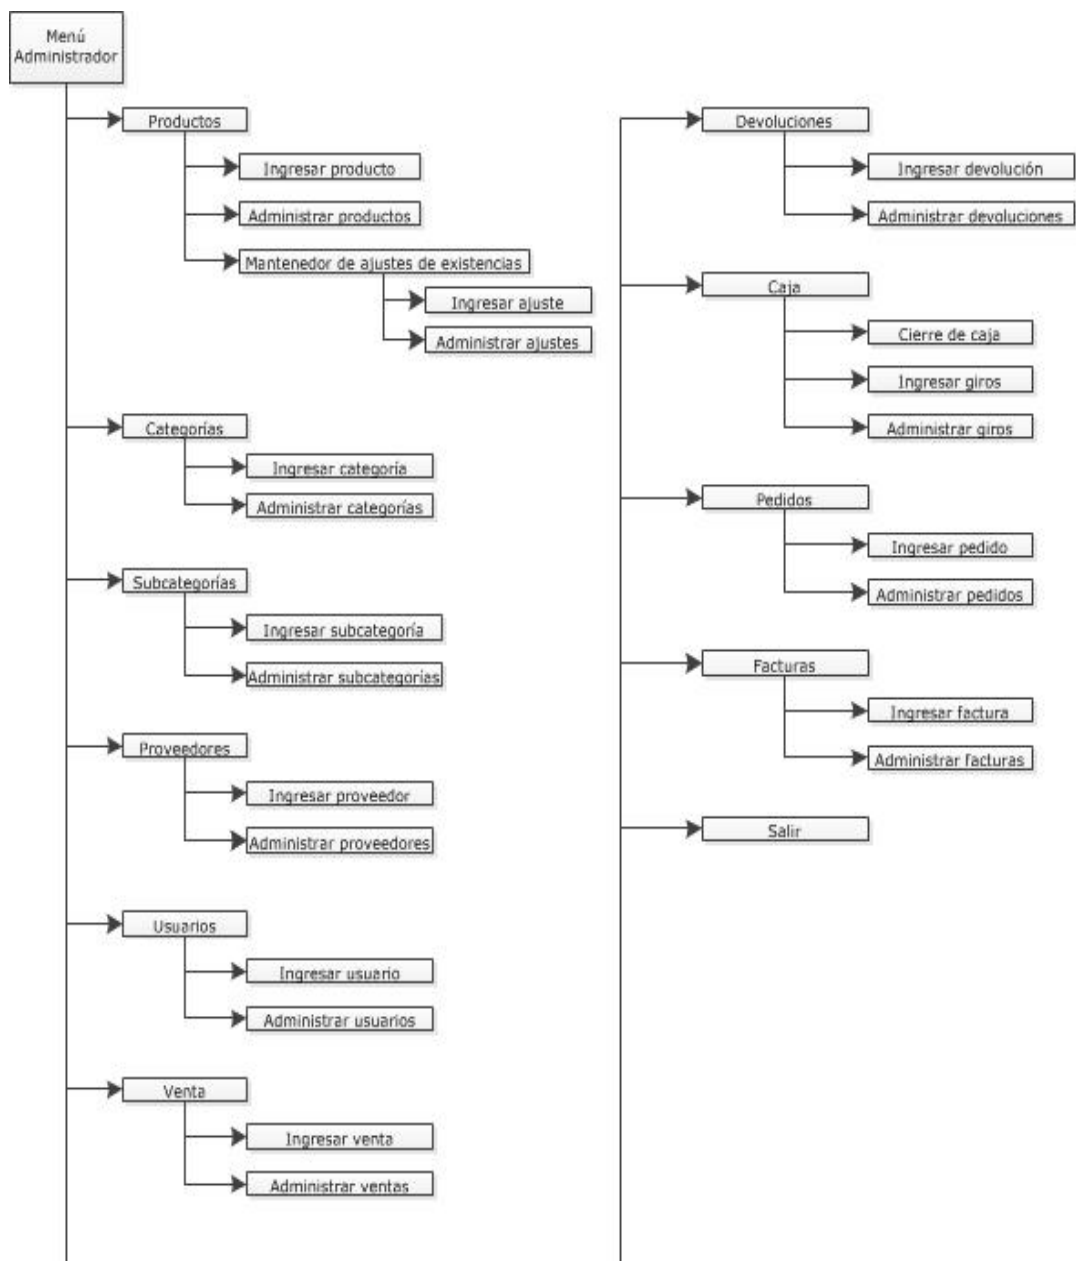 Menú
Administrador
Productos
Ingresar producto
Administrar productos
Mantenedor de ajustes de existencias
Ingresar ajuste
Administrar ajustes
Categorías
Ingresar categoría
Administrar categorías
Subcategorías
Ingresar subcategoría
Administrar subcategorías
Proveedores
Ingresar proveedor
Administrar proveedores
Usuarios
Ingresar usuario
Administrar usuarios
Venta
Ingresar venta
Administrar ventas
Devoluciones
Ingresar devolución
Administrar devoluciones
Caja
Cierre de caja
Ingresar giros
Administrar giros
Pedidos
Ingresar pedido
Administrar pedidos
Facturas
Ingresar factura
Administrar facturas
Salir